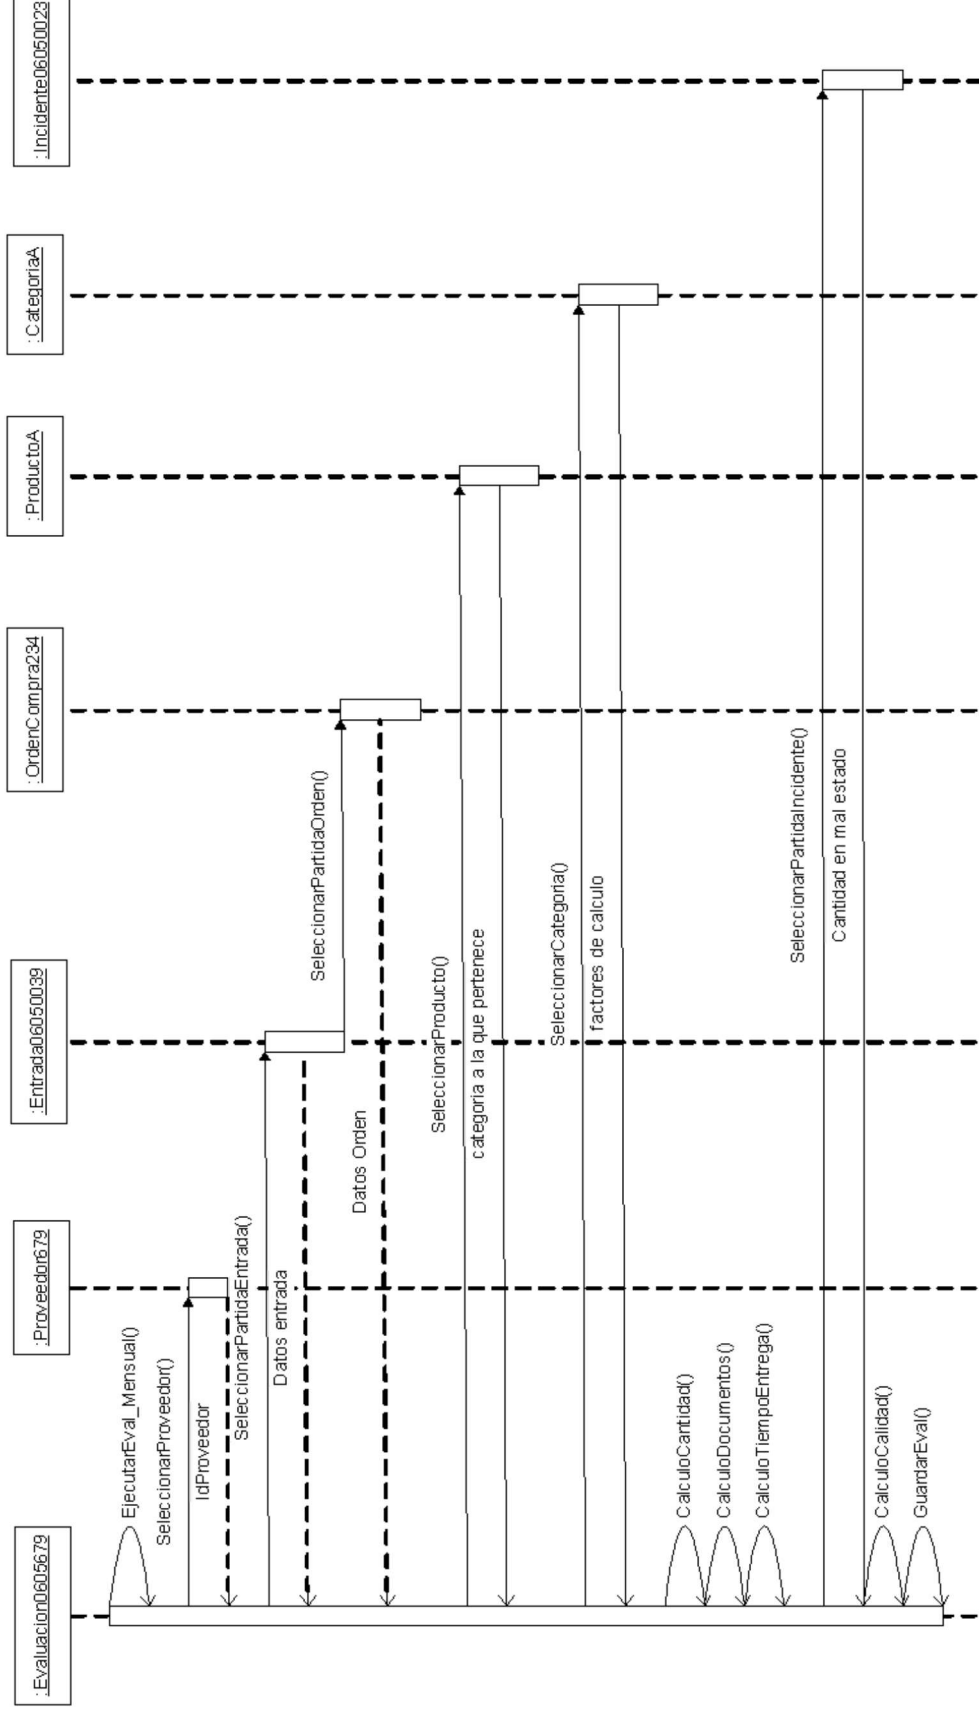 :Evaluacion0605679
:Proveedor679
:Entrada06050039
:OrdenCompra234
:ProductoA
:CategoriaA
:Incidente06050023
EjecutarEval_Mensual()
SeleccionarProveedor()
IdProveedor
SeleccionarPartidaEntrada()
Datos entrada
SeleccionarPartidaOrden()
Datos Orden
SeleccionarProducto()
categoria a la que pertenece
SeleccionarCategoria()
factores de calculo
CalculoCantidad()
CalculoDocumentos()
CalculoTiempoEntrega()
SeleccionarPartidaIncidente()
Cantidad en mal estado
CalculoCalidad()
GuardarEval()